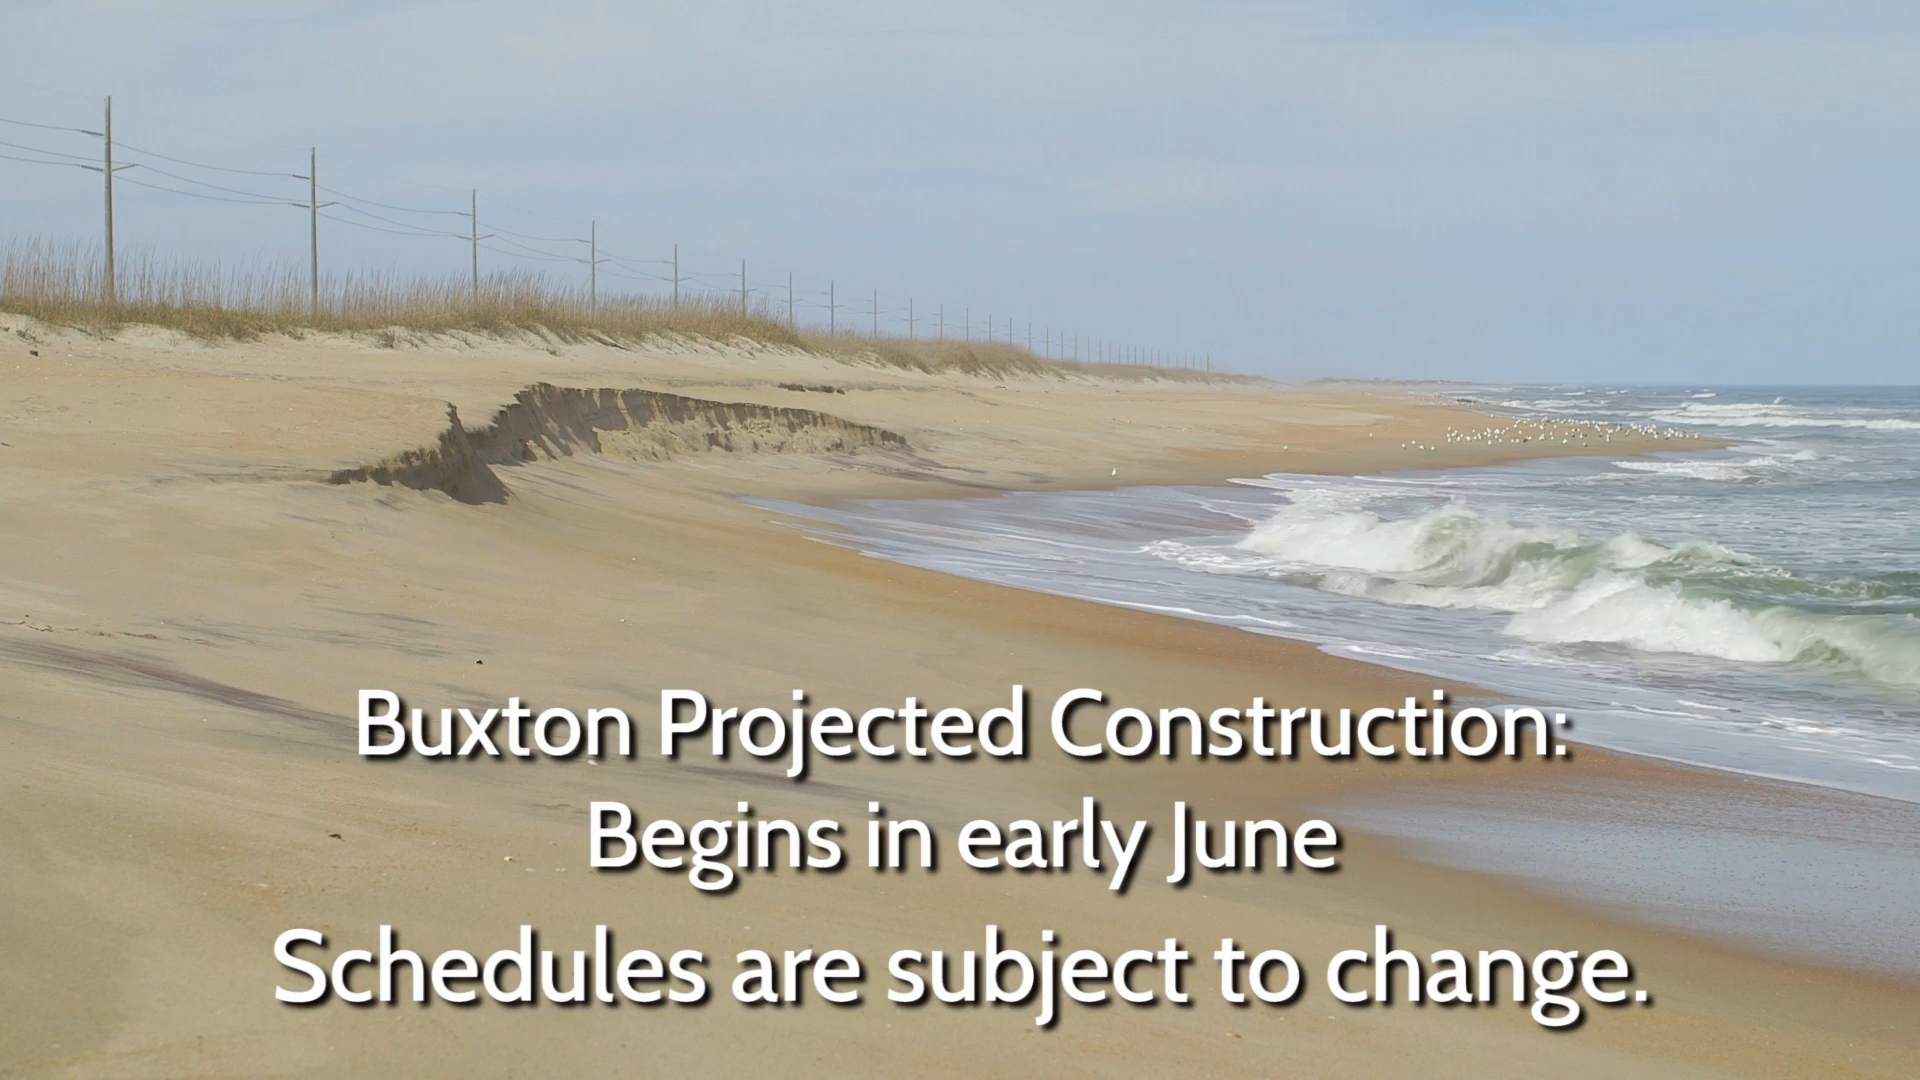 Buxton Projected Construction:
Begins in early June
Schedules are subject to change.